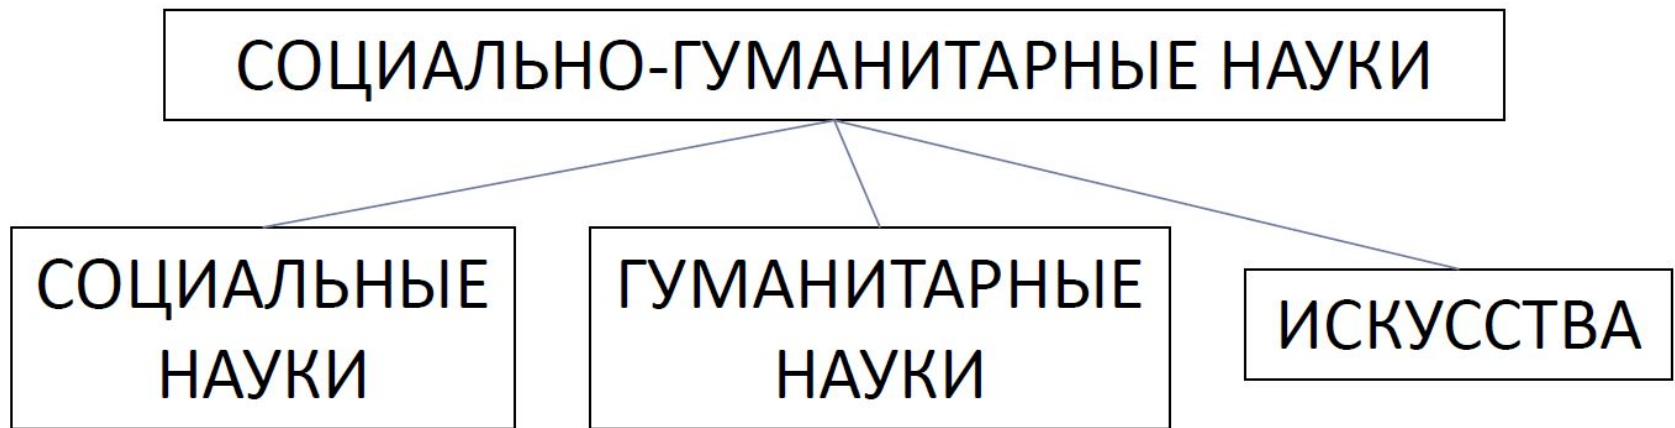 СОЦИАЛЬНО-ГУМАНИТАРНЫЕ НАУКИ
СОЦИАЛЬНЫЕ
НАУКИ
ГУМАНИТАРНЫЕ
НАУКИ
ИСКУССТВА